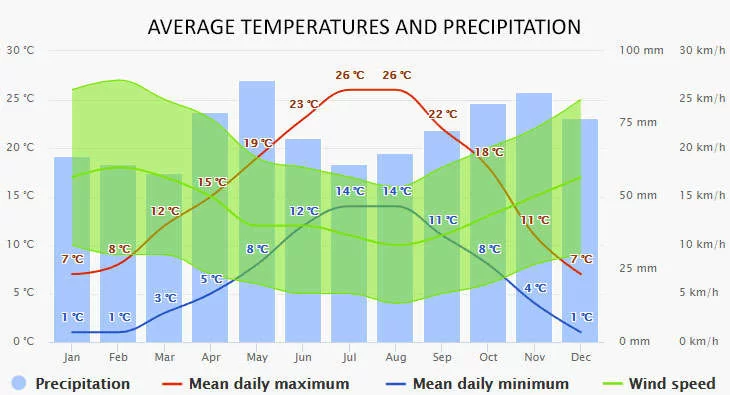 AVERAGE TEMPERATURES AND PRECIPITATION
30 °C 100 mm 30 km/h
26 °C 26 °C
25 °C 23 °C 25 km/h
22 °C 75 mm
19 °C
20 °C 18 °C 20 km/h
15 °C 14 °C 14 °C
15 °C 50 mm 15 km/h
12 °C 12 °C 11 °C 11 °C
10 °C 8 °C 8 °C 8 °C 10 km/h
7 °C 7 °C
5 °C 25 mm
5 °C 3 °C 4 °C 5 km/h
1 °C 1 °C 1 °C
0 °C 0 mm 0 km/h
Jan Feb Mar Apr May Jun Jul Aug Sep Oct Nov Dec
Precipitation Mean daily maximum Mean daily minimum Wind speed